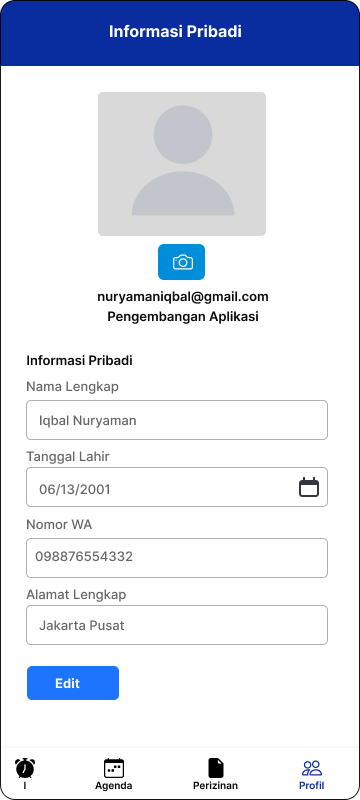 Informasi Pribadi
nuryamaniqbal@gmail.com
Pengembangan Aplikasi
Informasi Pribadi
Nama Lengkap
Iqbal Nuryaman
Tanggal Lahir
06/13/2001
Nomor WA
098876554332
Alamat Lengkap
Jakarta Pusat
Edit
I Agenda Perizinan Profil